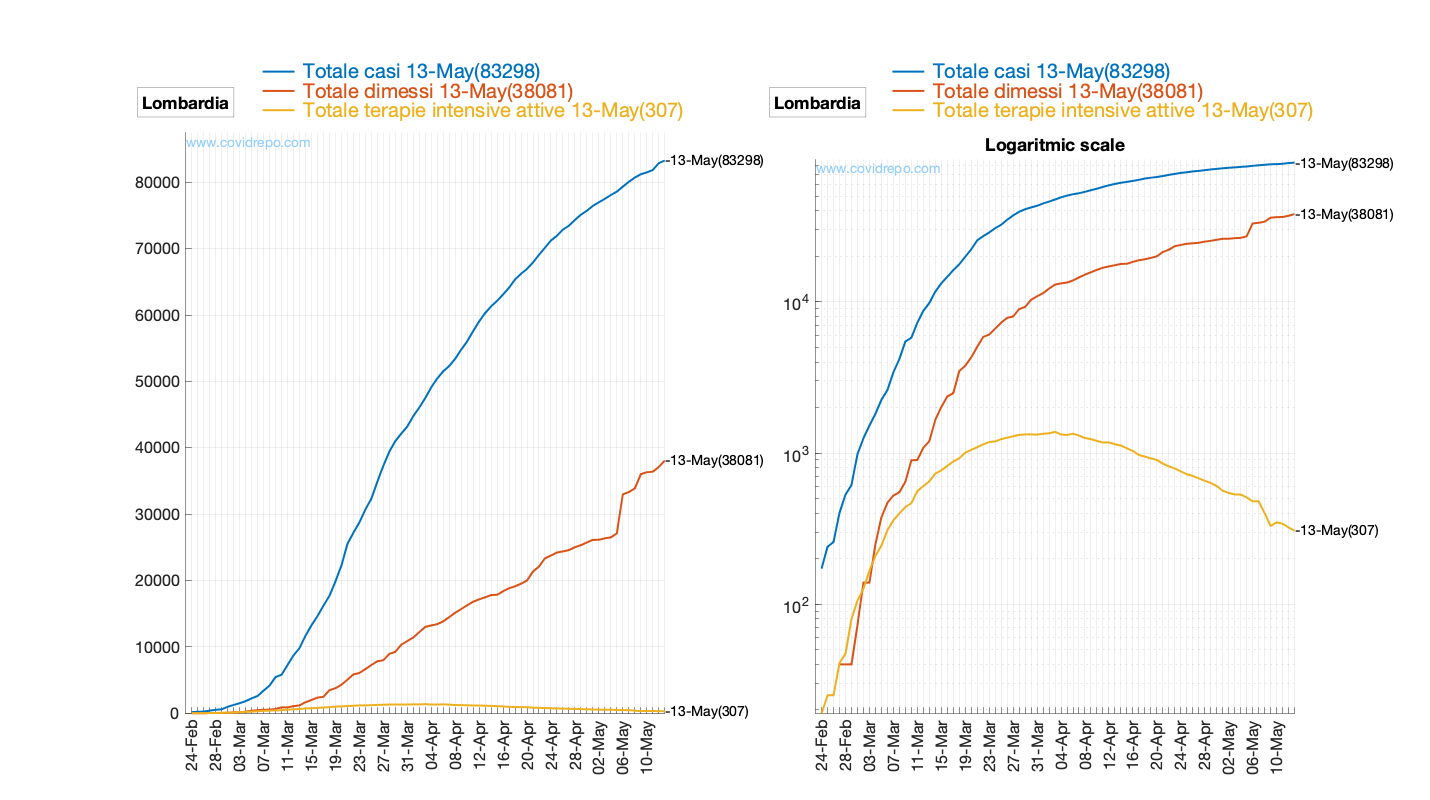 Totale casi 13-May(83298)
Totale dimessi 13-May(38081)
Totale terapie intensive attive 13-May(307)
Lombardia
www.covidrepo.com
80000
70000
60000
50000
40000
30000
20000
10000
0
-13-May(83298)
-13-May(38081)
-13-May(307)
24-Feb
28-Feb
03-Mar
07-Mar
11-Mar
15-Mar
19-Mar
23-Mar
27-Mar
31-Mar
04-Apr
08-Apr
12-Apr
16-Apr
20-Apr
24-Apr
28-Apr
02-May
06-May
10-May
Totale casi 13-May(83298)
Totale dimessi 13-May(38081)
Totale terapie intensive attive 13-May(307)
Lombardia
Logaritmic scale
www.covidrepo.com
10^4
10^3
10^2
-13-May(83298)
-13-May(38081)
-13-May(307)
24-Feb
28-Feb
03-Mar
07-Mar
11-Mar
15-Mar
19-Mar
23-Mar
27-Mar
31-Mar
04-Apr
08-Apr
12-Apr
16-Apr
20-Apr
24-Apr
28-Apr
02-May
06-May
10-May